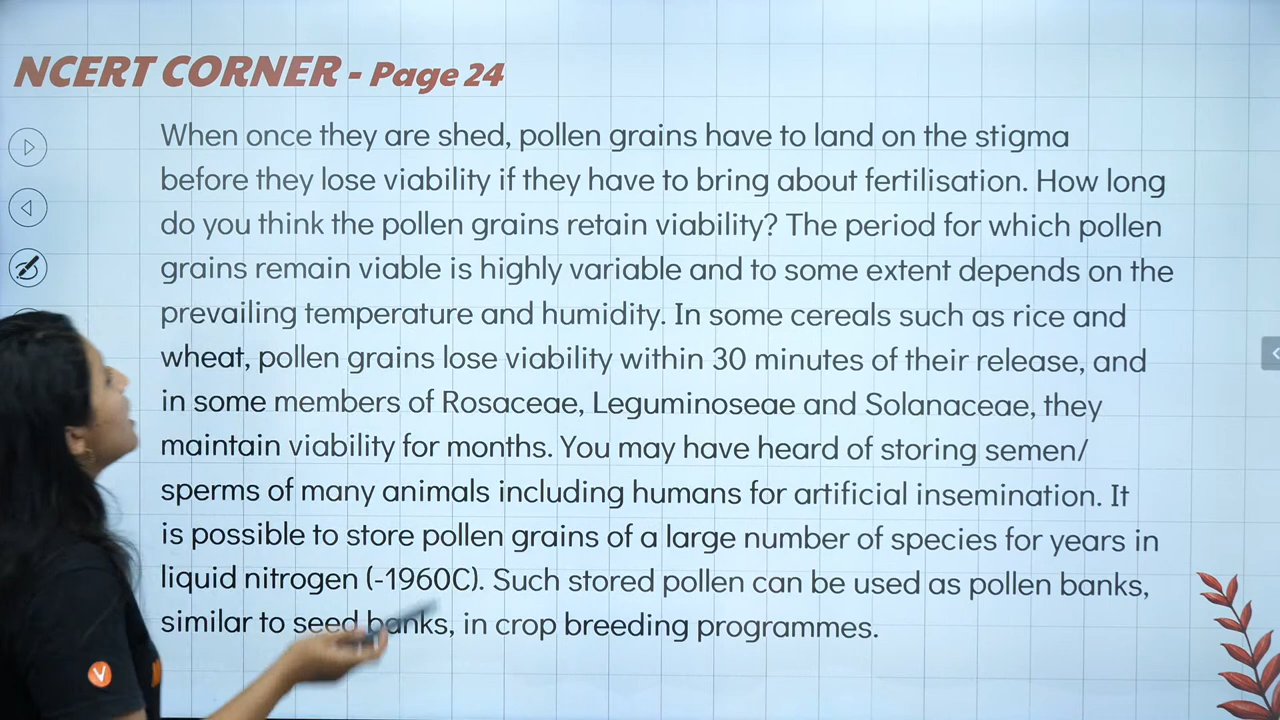 NCERT CORNER - Page 24
When once they are shed, pollen grains have to land on the stigma
before they lose viability if they have to bring about fertilisation. How long
do you think the pollen grains retain viability? The period for which pollen
grains remain viable is highly variable and to some extent depends on the
prevailing temperature and humidity. In some cereals such as rice and
wheat, pollen grains lose viability within 30 minutes of their release, and
in some members of Rosaceae, Leguminoseae and Solanaceae, they
maintain viability for months. You may have heard of storing semen/
sperms of many animals including humans for artificial insemination. It
is possible to store pollen grains of a large number of species for years in
liquid nitrogen (-1960C). Such stored pollen can be used as pollen banks,
similar to seed banks, in crop breeding programmes.
V